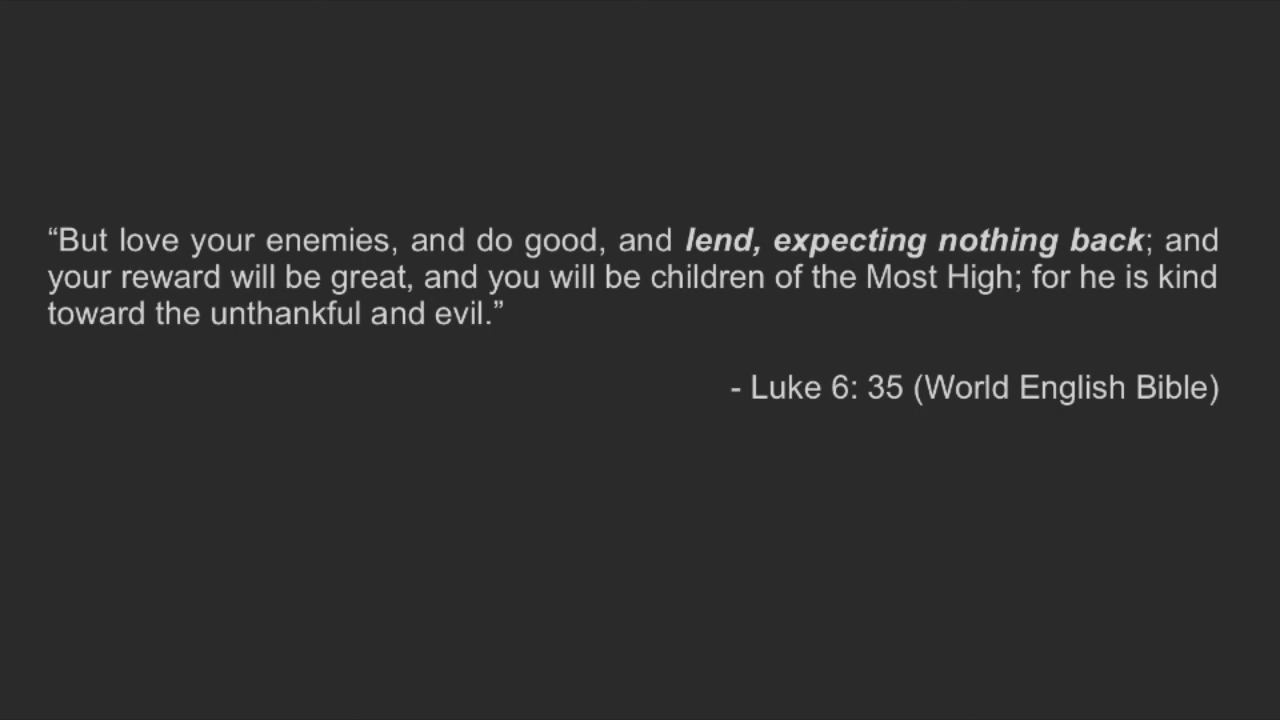 “But love your enemies, and do good, and lend, expecting nothing back; and
your reward will be great, and you will be children of the Most High; for he is kind
toward the unthankful and evil.”
- Luke 6: 35 (World English Bible)